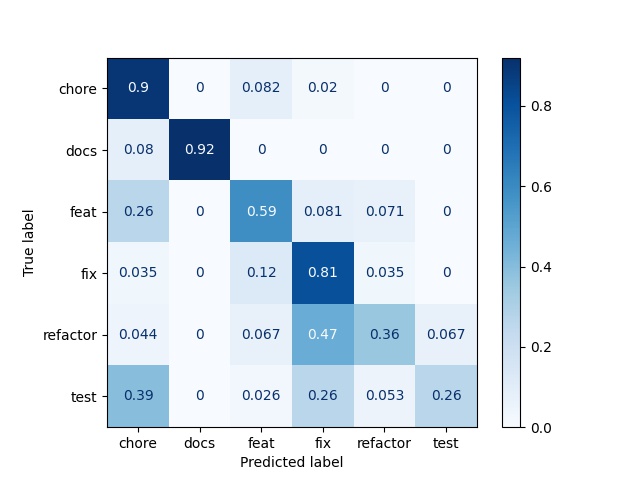 chore 0.9 0 0.082 0.02 0 0
docs 0.08 0.92 0 0 0 0
feat 0.26 0 0.59 0.081 0.071 0
fix 0.035 0 0.12 0.81 0.035 0
refactor 0.044 0 0.067 0.47 0.36 0.067
test 0.39 0 0.026 0.26 0.053 0.26
chore docs feat fix refactor test
Predicted label
True label
0.8
0.6
0.4
0.2
0.0